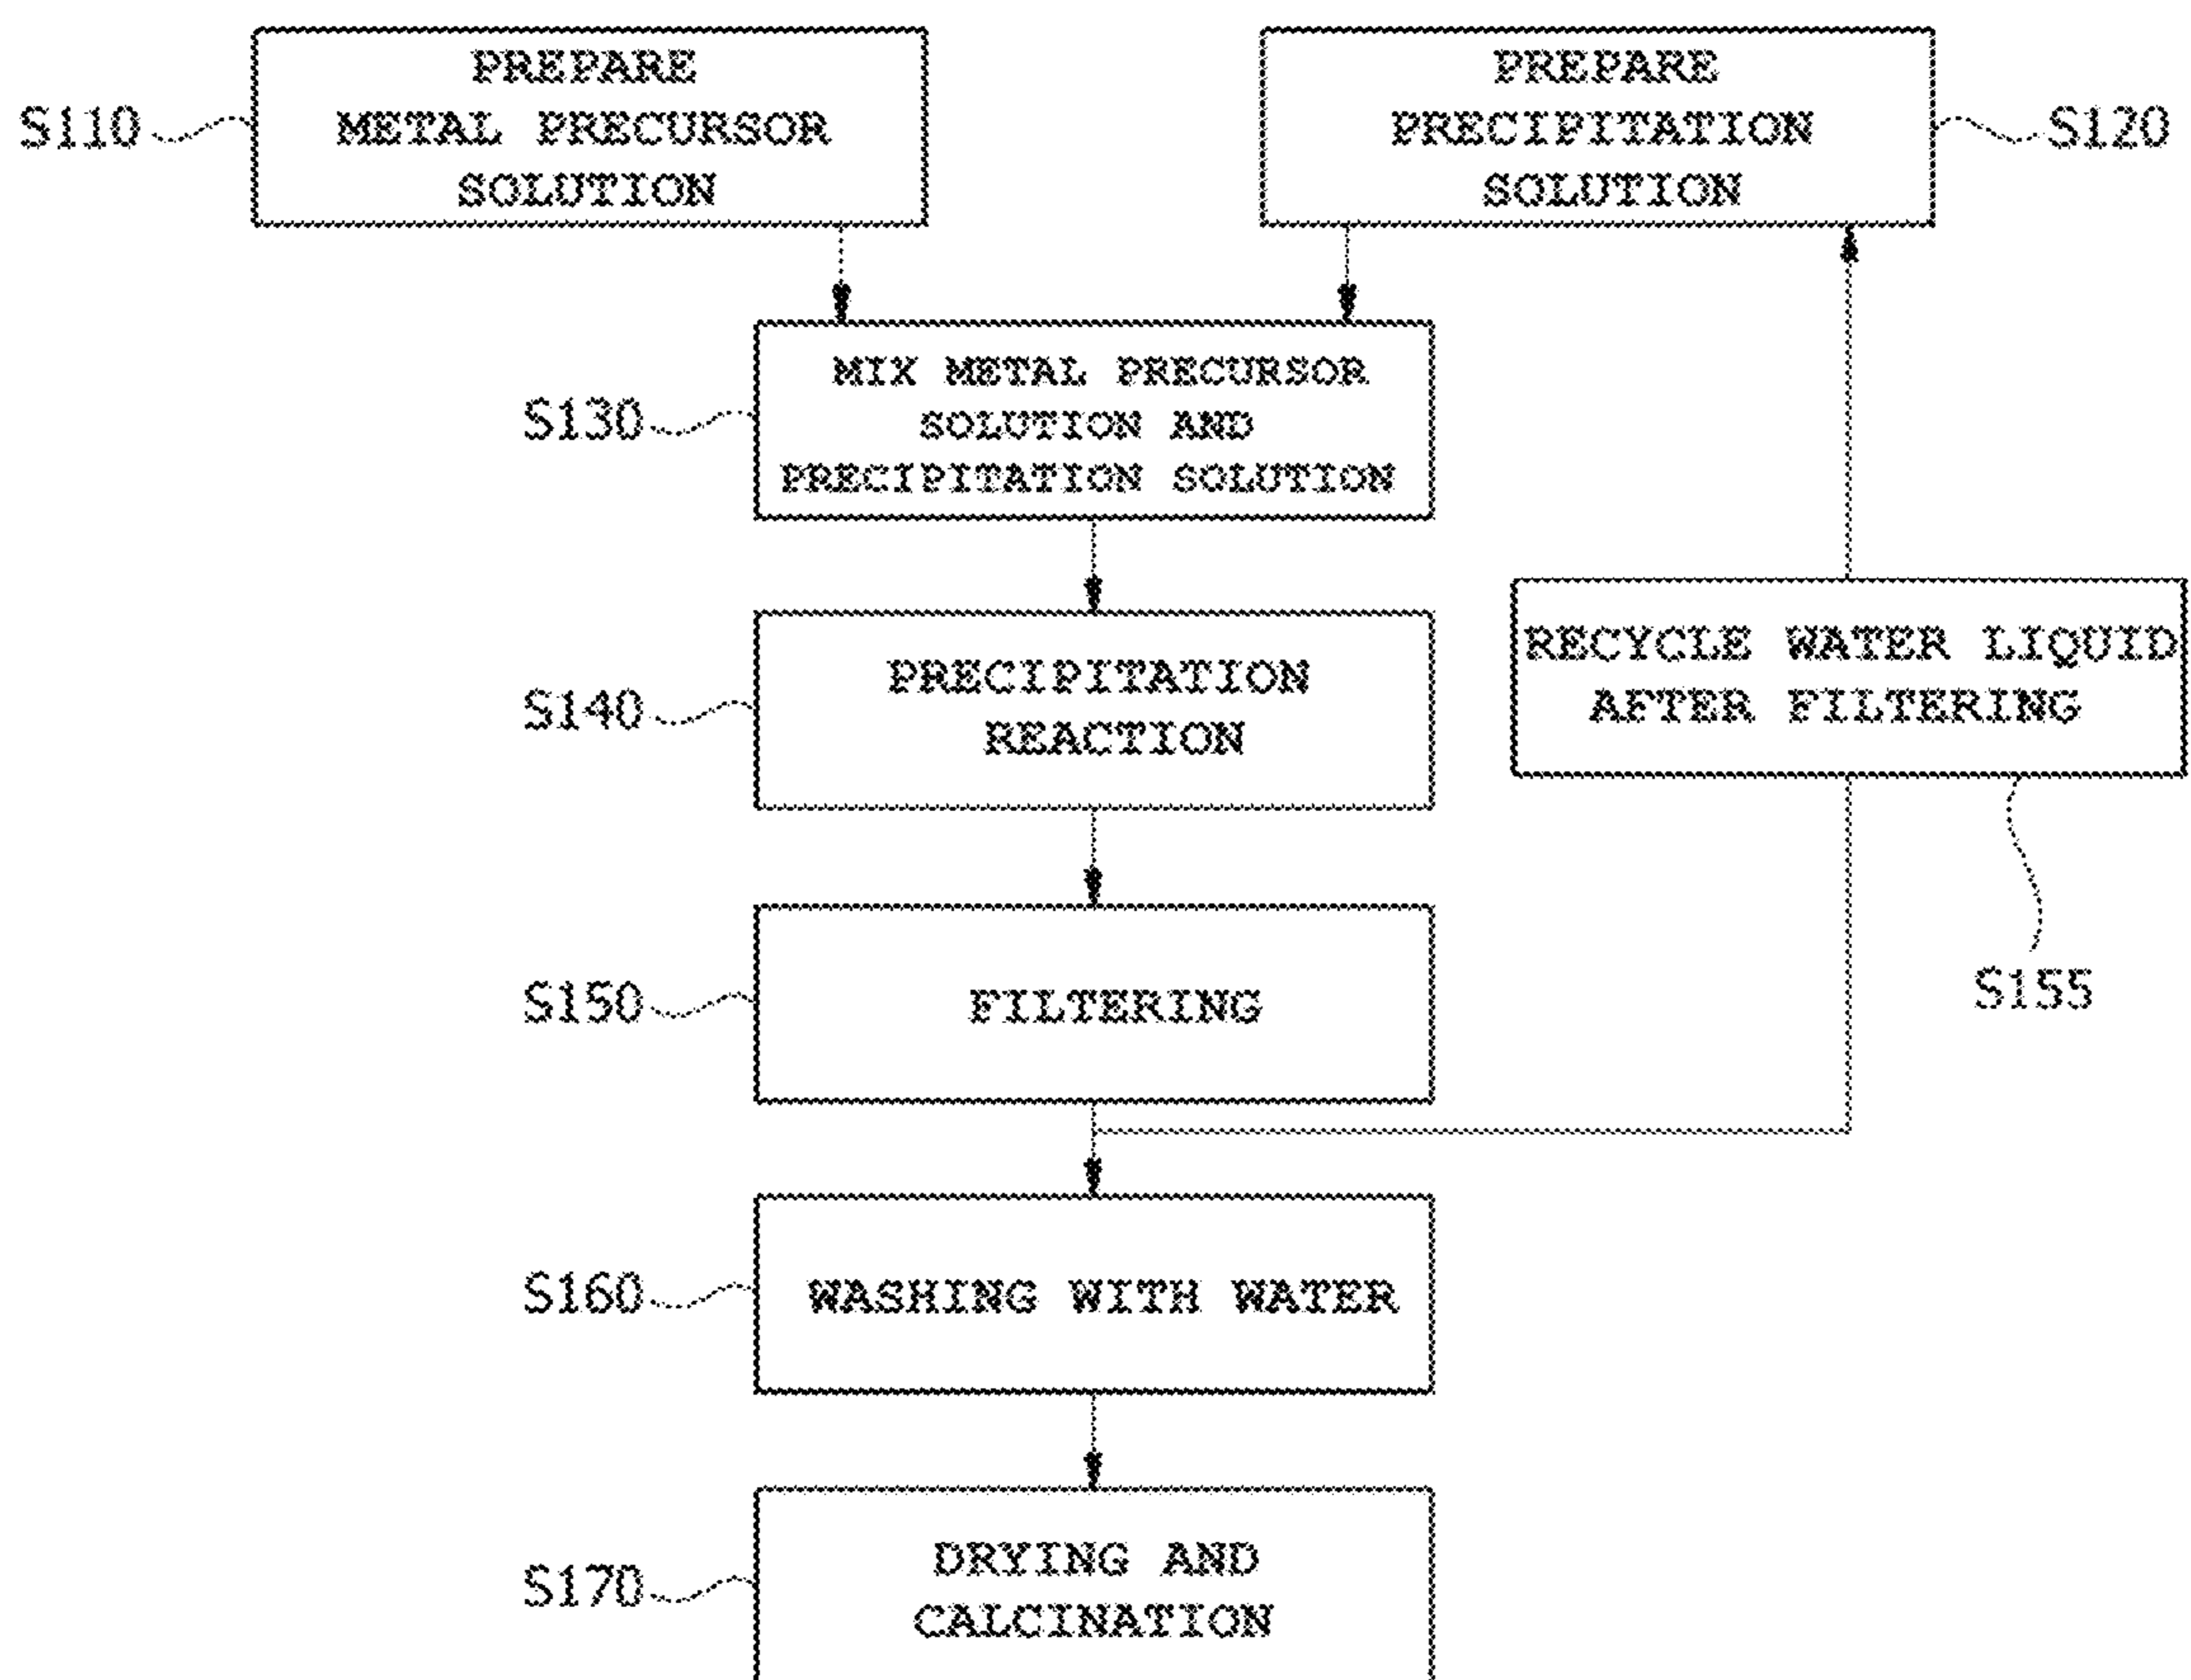 PREPARE
METAL PRECURSOR
SOLUTION
S110
PREPARE
PRECIPITATION
SOLUTION
S120
MIX METAL PRECURSOR
SOLUTION AND
PRECIPITATION SOLUTION
S130
PRECIPITATION
REACTION
S140
RECYCLE WATER LIQUID
AFTER FILTERING
S155
FILTERING
S150
WASHING WITH WATER
S160
DRYING AND
CALCINATION
S170